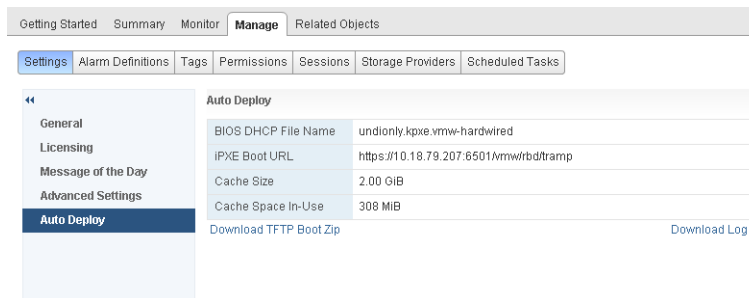 Getting Started Summary Monitor Manage Related Objects
Settings Alarm Definitions Tags Permissions Sessions Storage Providers Scheduled Tasks
General
Licensing
Message of the Day
Advanced Settings
Auto Deploy
Auto Deploy
BIOS DHCP File Name undionly.kpxe.vmw-hardwired
iPXE Boot URL https://10.18.79.207:6501/vmw/rbd/tramp
Cache Size 2.00 GiB
Cache Space In-Use 308 MiB
Download TFTP Boot Zip Download Log